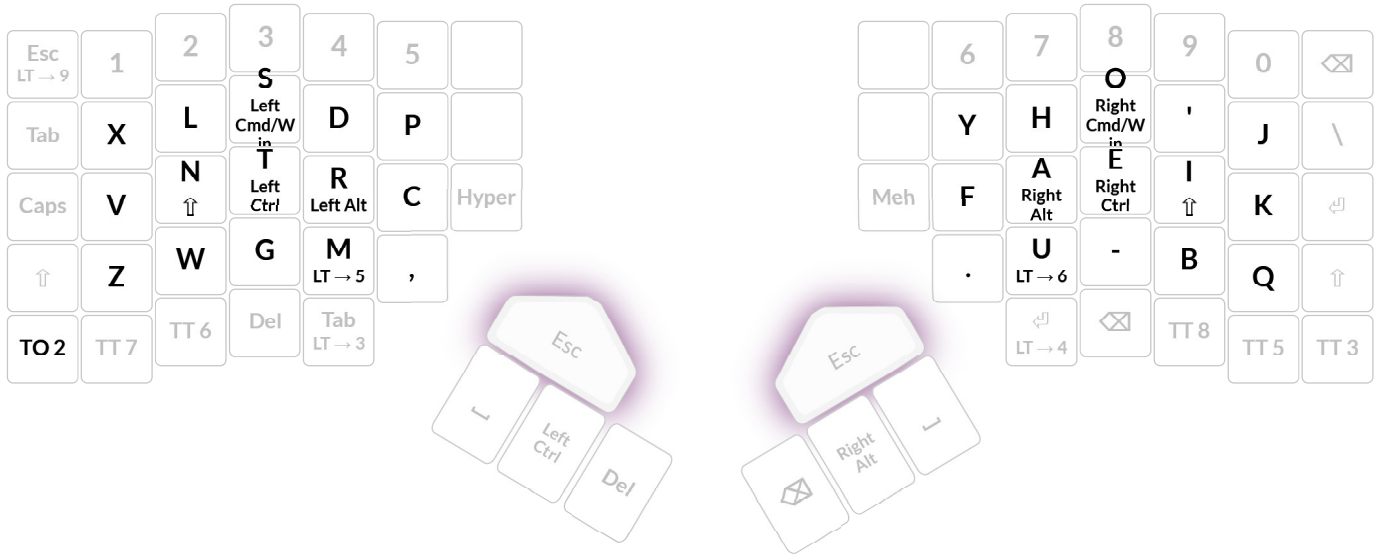 Esc
LT → 9
1
2
3
4
5
6
7
8
9
0
⌫
Tab
X
L
S
Left
Cmd/W
in
D
P
Y
H
O
Right
Cmd/W
in
'
J
\
Caps
V
N
⇧
T
Left
Ctrl
R
Left Alt
C
Hyper
Meh
F
A
Right
Alt
E
Right
Ctrl
I
⇧
K
⏎
⇧
Z
W
G
M
LT → 5
,
.
U
LT → 6
-
B
Q
⇧
TO 2
TT 7
TT 6
Del
Tab
LT → 3
⏎
LT → 4
⌫
TT 8
TT 5
TT 3
Esc
Left
Ctrl
Del
Esc
⌫
Right
Alt